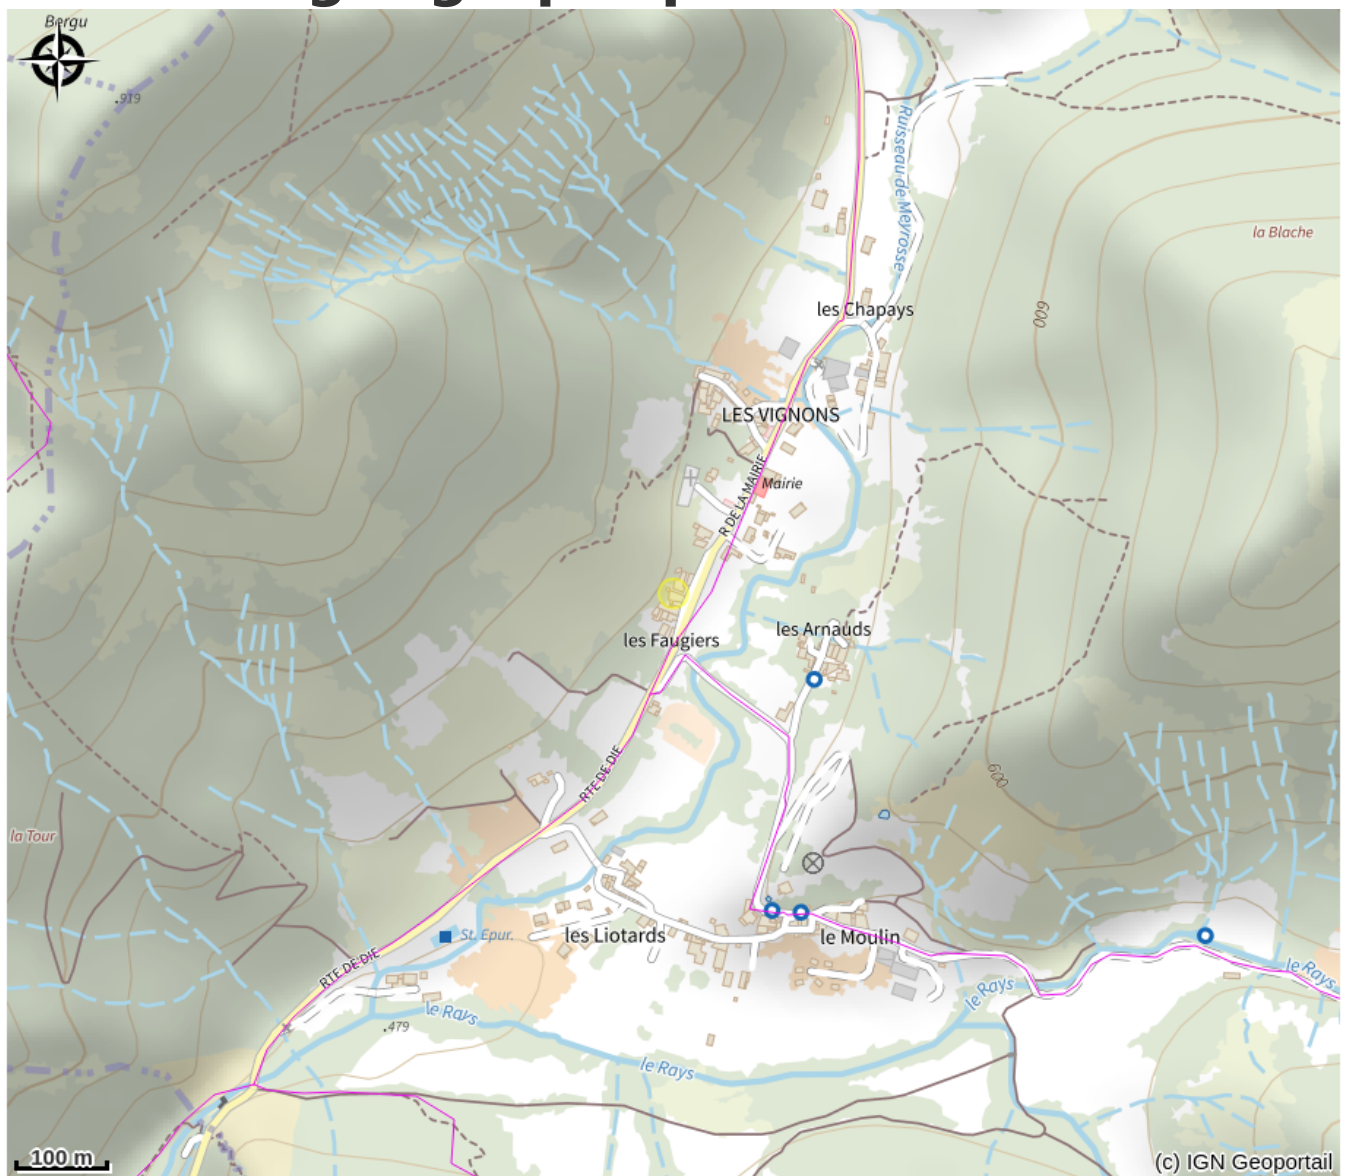 Bergu
.919
Ruisseau de Meyrosse
la Blache
les Chapays
600
LES VIGNONS
Mairie
R DE LA MAIRIE
les Arnauds
les Faugiers
RTE DE DIE
600
la Tour
St. Epur.
les Liotards
le Moulin
RTE DE DIE
le Rays
le Rays
le Rays
.479
le Rays
100 m
(c) IGN Geoportail